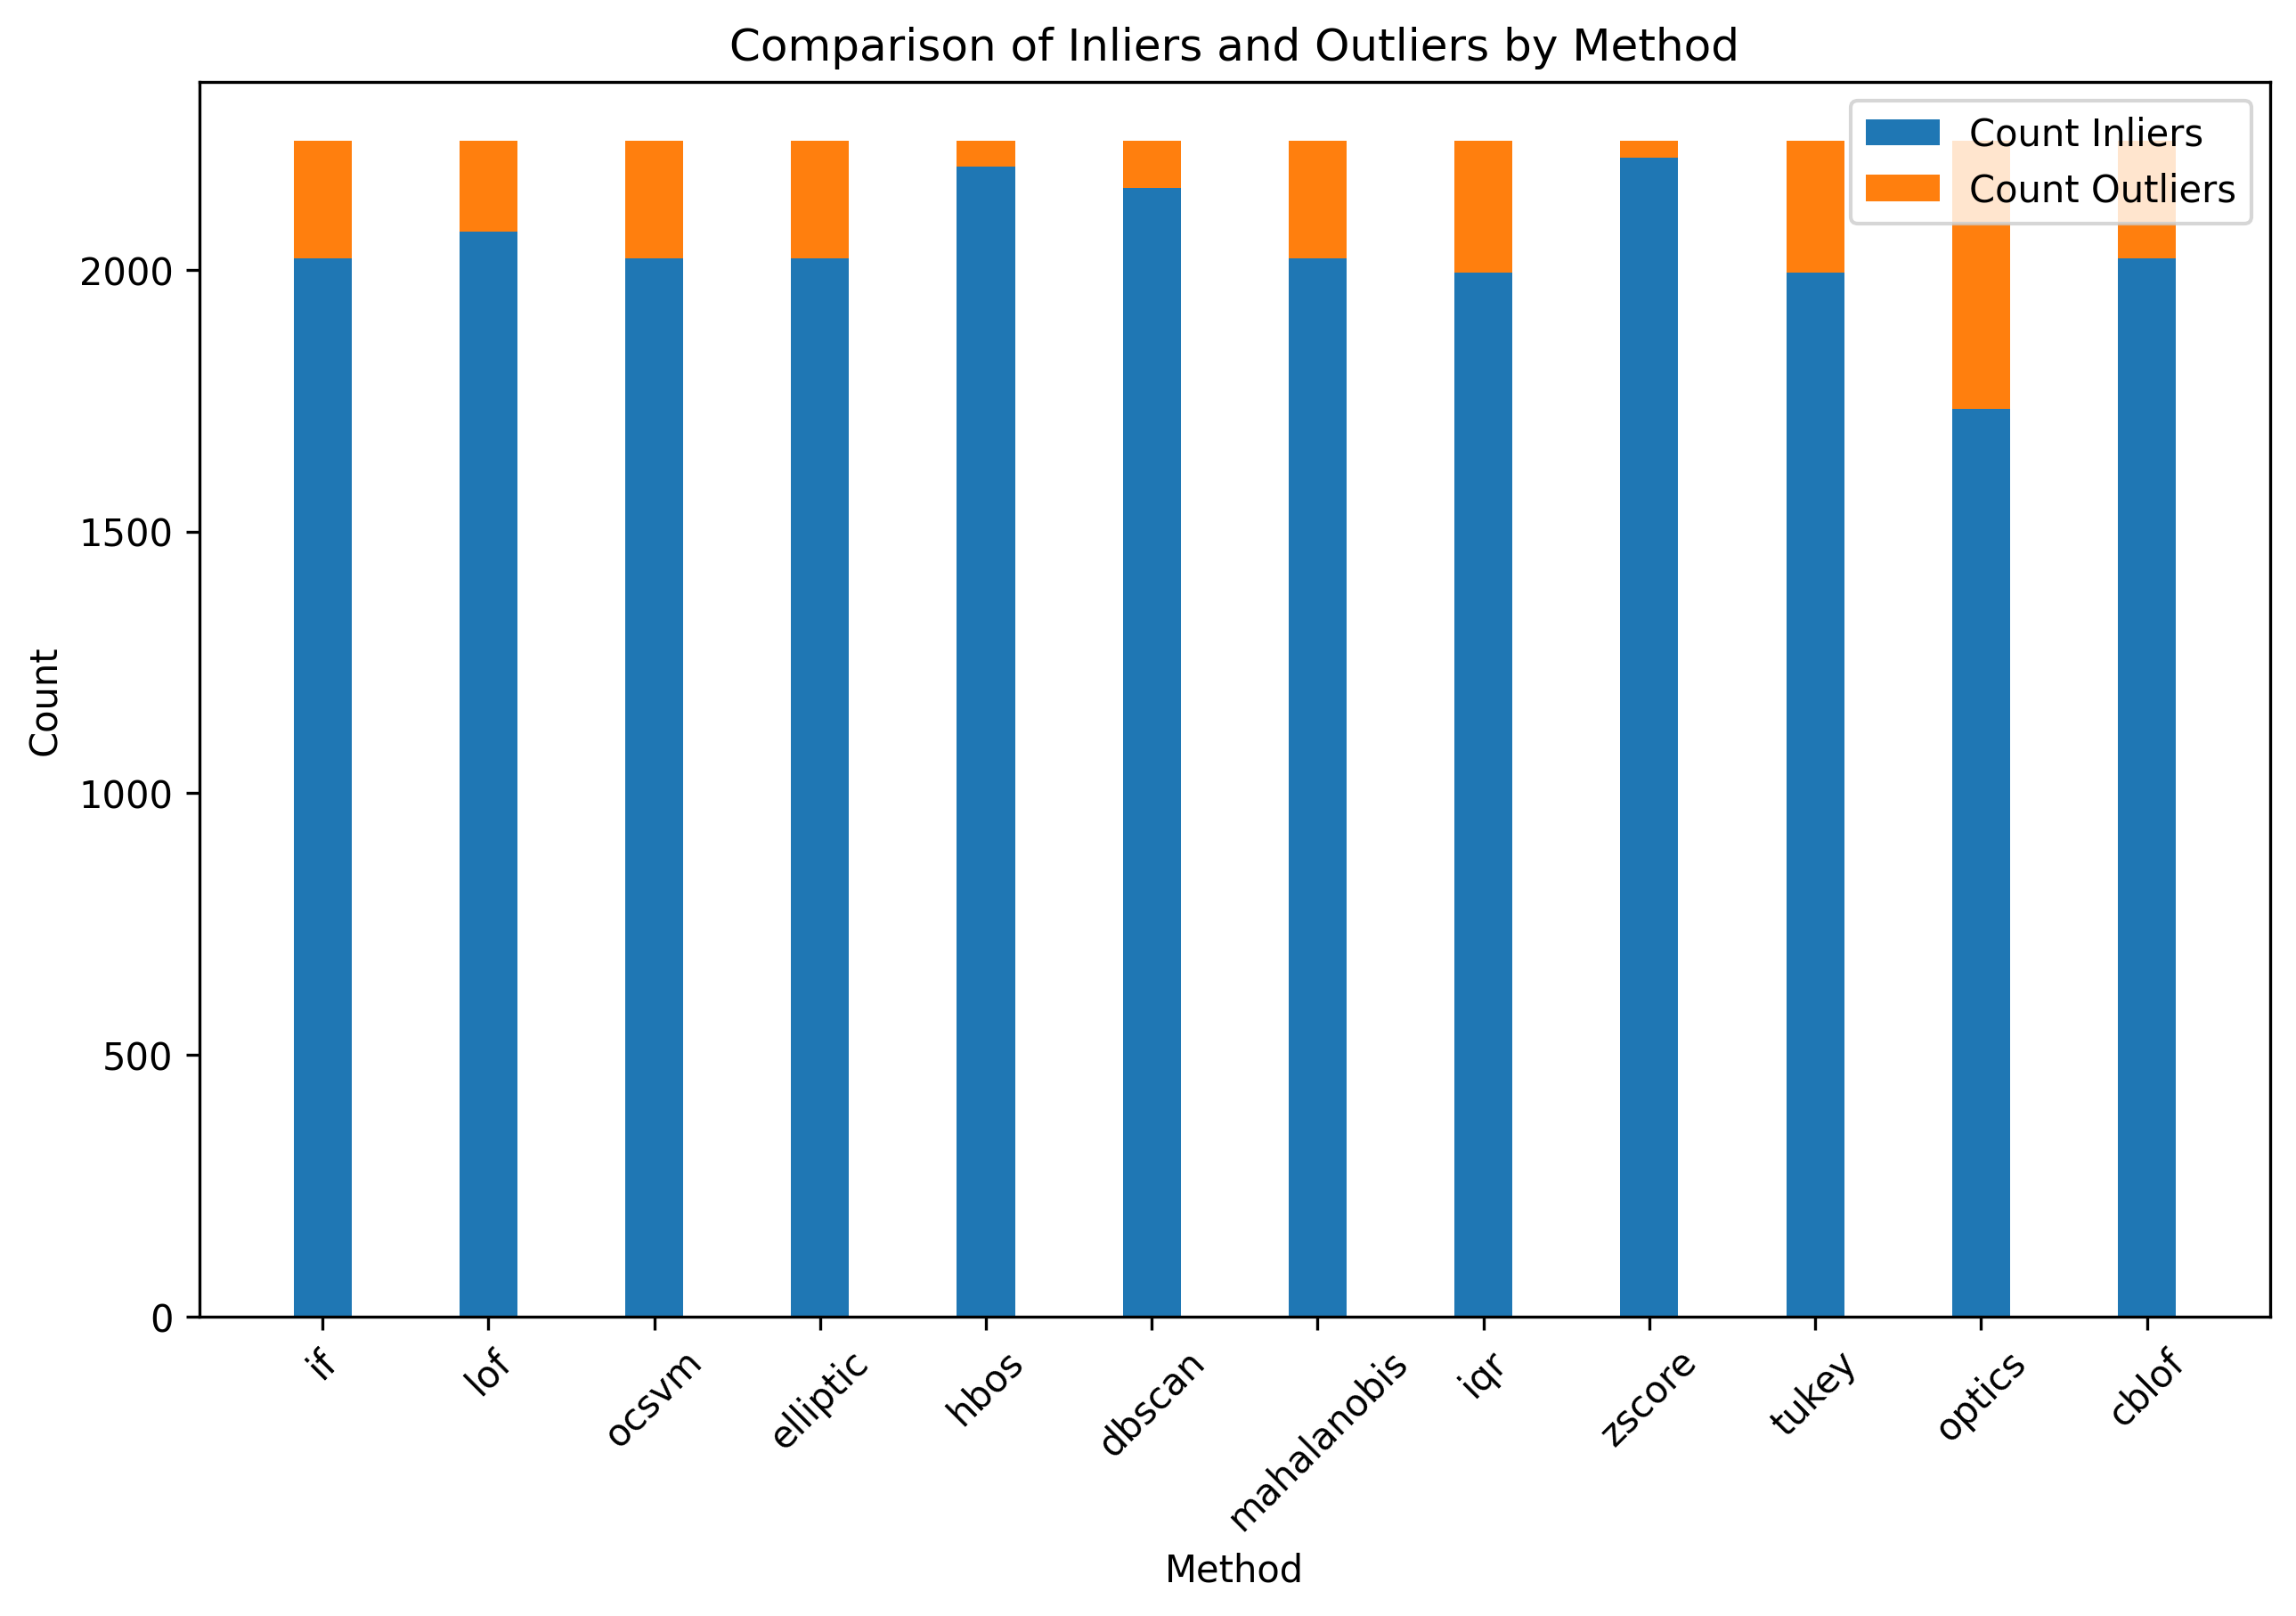 Comparison of Inliers and Outliers by Method
Count Inliers
Count Outliers
2000
1500
1000
500
0
Count
if
lof
ocsvm
elliptic
hbos
dbscan
mahalanobis
iqr
zscore
tukey
optics
cblof
Method